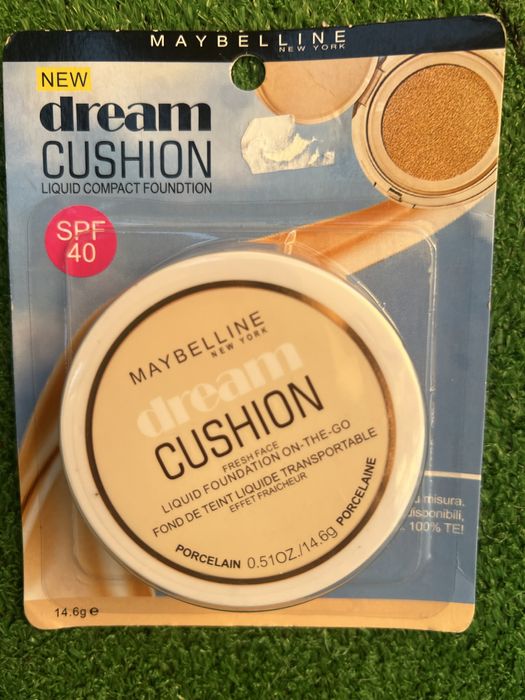 MAYBELLINE
NEW YORK
NEW
dream
CUSHION
LIQUID COMPACT FOUNDTION
SPF
40
MAYBELLINE
NEW YORK
dream
CUSHION
FRESH FACE
LIQUID FOUNDATION ON-THE-GO
FOND DE TEINT LIQUIDE TRANSPORTABLE
EFFET FRAICHEUR
PORCELAIN 0.51OZ./14.6g PORCELAINE
misura,
disponibili,
100% TE!
14.6g e